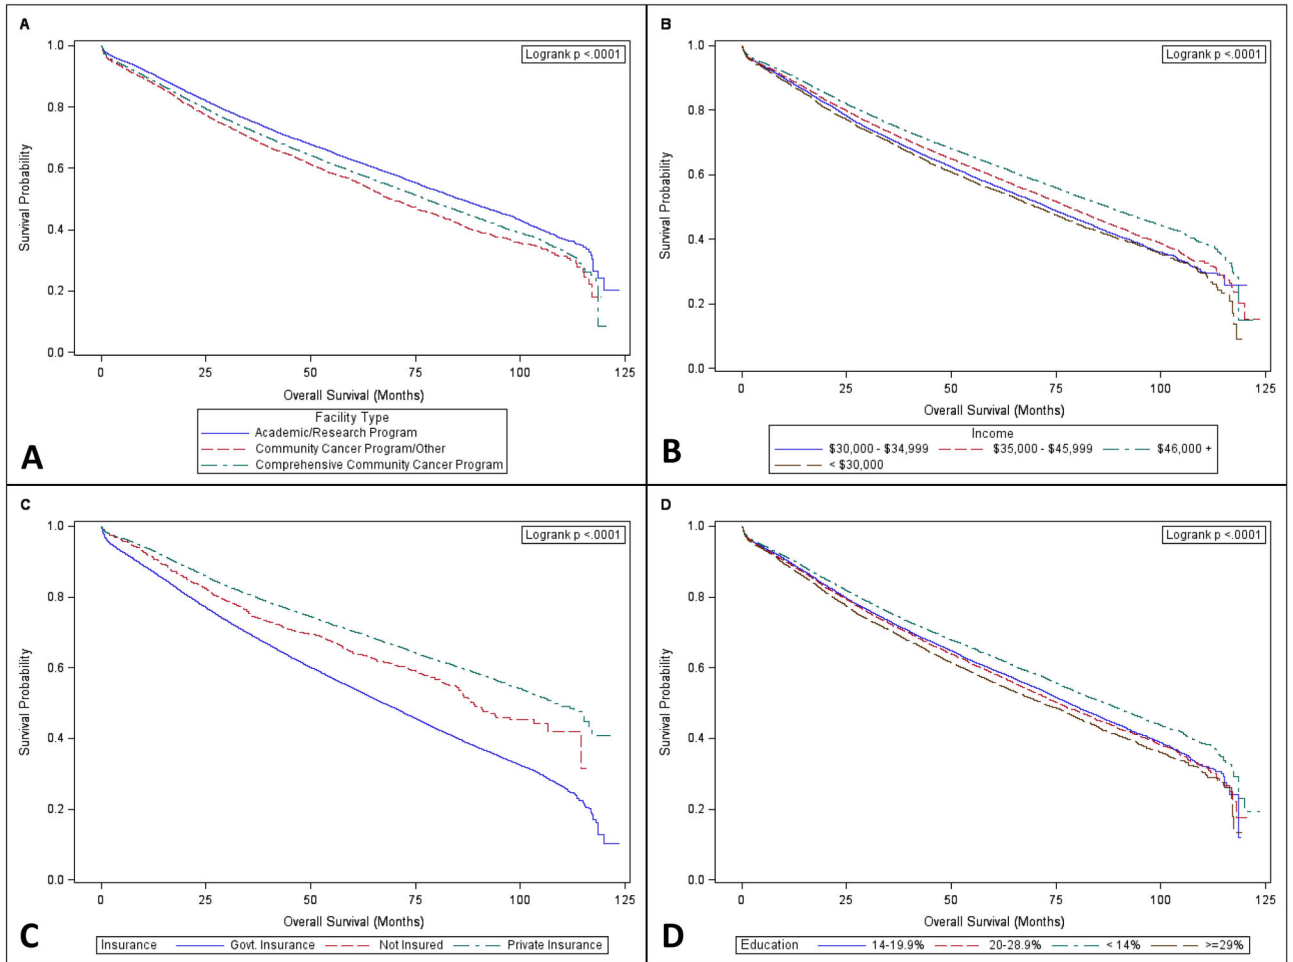 A
Logrank p <.0001
1.0
0.8
0.6
0.4
0.2
0.0
Survival Probability
0 25 50 75 100 125
Overall Survival (Months)
Facility Type
Academic/Research Program
Community Cancer Program/Other
Comprehensive Community Cancer Program
A
B
Logrank p <.0001
1.0
0.8
0.6
0.4
0.2
0.0
Survival Probability
0 25 50 75 100 125
Overall Survival (Months)
Income
$30,000 - $34,999 $35,000 - $45,999 $46,000 +
< $30,000
B
C
Logrank p <.0001
1.0
0.8
0.6
0.4
0.2
0.0
Survival Probability
0 25 50 75 100 125
Overall Survival (Months)
Insurance Govt. Insurance Not Insured Private Insurance
C
D
Logrank p <.0001
1.0
0.8
0.6
0.4
0.2
0.0
Survival Probability
0 25 50 75 100 125
Overall Survival (Months)
Education 14-19.9% 20-28.9% < 14% >=29%
D